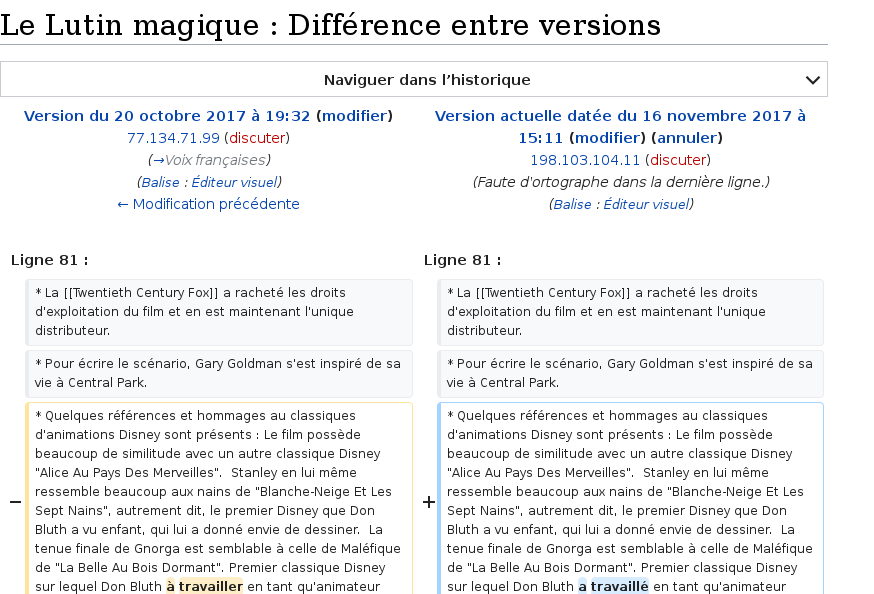 Le Lutin magique : Différence entre versions
Naviguer dans l’historique
Version du 20 octobre 2017 à 19:32 (modifier)
77.134.71.99 (discuter)
(→Voix françaises)
(Balise : Éditeur visuel)
← Modification précédente
Version actuelle datée du 16 novembre 2017 à
15:11 (modifier) (annuler)
198.103.104.11 (discuter)
(Faute d'ortographe dans la dernière ligne.)
(Balise : Éditeur visuel)
Ligne 81 :
* La [[Twentieth Century Fox]] a racheté les droits
d'exploitation du film et en est maintenant l'unique
distributeur.
* Pour écrire le scénario, Gary Goldman s'est inspiré de sa
vie à Central Park.
− * Quelques références et hommages au classiques
d'animations Disney sont présents : Le film possède
beaucoup de similitude avec un autre classique Disney
"Alice Au Pays Des Merveilles".  Stanley en lui même
ressemble beaucoup aux nains de "Blanche-Neige Et Les
Sept Nains", autrement dit, le premier Disney que Don
Bluth a vu enfant, qui lui a donné envie de dessiner.  La
tenue finale de Gnorga est semblable à celle de Maléfique
de "La Belle Au Bois Dormant". Premier classique Disney
sur lequel Don Bluth à travailler en tant qu'animateur
Ligne 81 :
* La [[Twentieth Century Fox]] a racheté les droits
d'exploitation du film et en est maintenant l'unique
distributeur.
* Pour écrire le scénario, Gary Goldman s'est inspiré de sa
vie à Central Park.
+ * Quelques références et hommages au classiques
d'animations Disney sont présents : Le film possède
beaucoup de similitude avec un autre classique Disney
"Alice Au Pays Des Merveilles".  Stanley en lui même
ressemble beaucoup aux nains de "Blanche-Neige Et Les
Sept Nains", autrement dit, le premier Disney que Don
Bluth a vu enfant, qui lui a donné envie de dessiner.  La
tenue finale de Gnorga est semblable à celle de Maléfique
de "La Belle Au Bois Dormant". Premier classique Disney
sur lequel Don Bluth a travaillé en tant qu'animateur